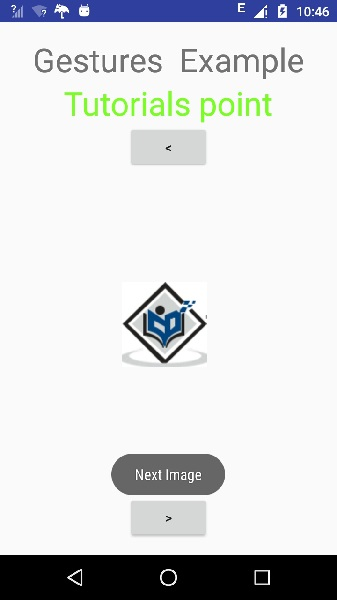 E 10:46
Gestures Example
Tutorials point
<
Next Image
>